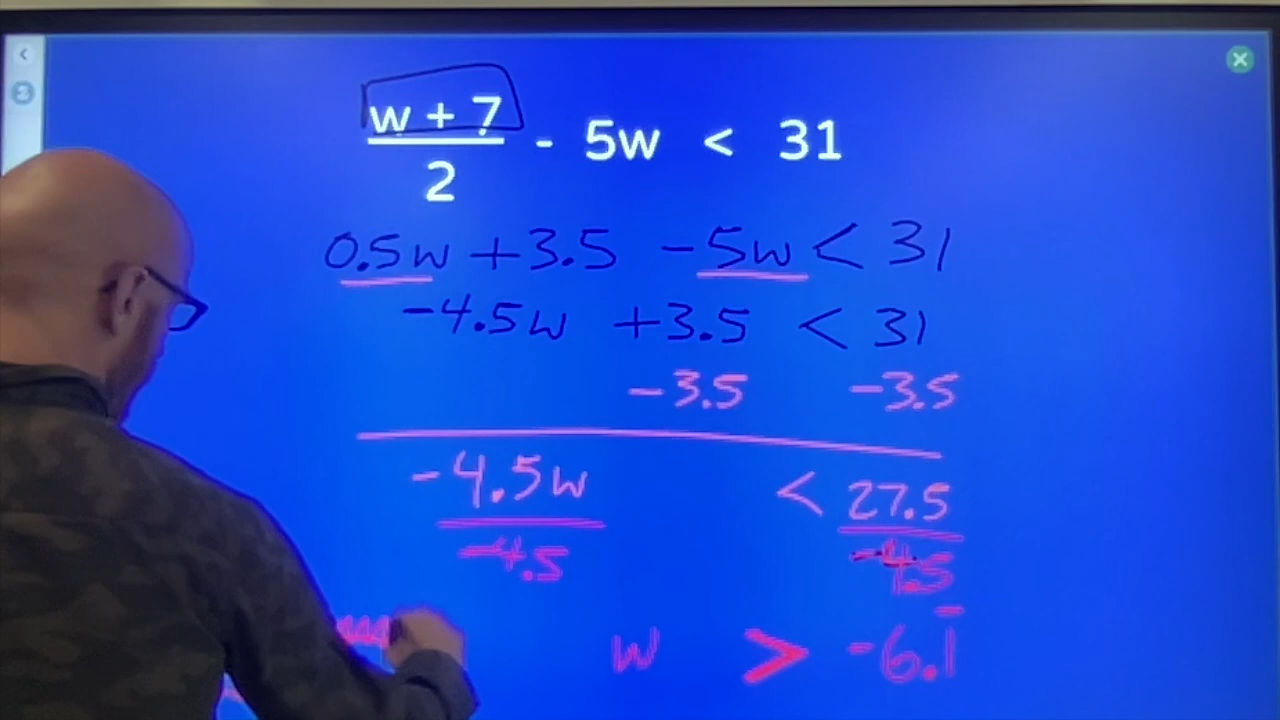 w + 7
- 5w < 31
2
0.5w +3.5 -5w < 31
-4.5w +3.5 < 31
-3.5 -3.5
-4.5w < 27.5
-4.5 -4.5
w > -6.1̅